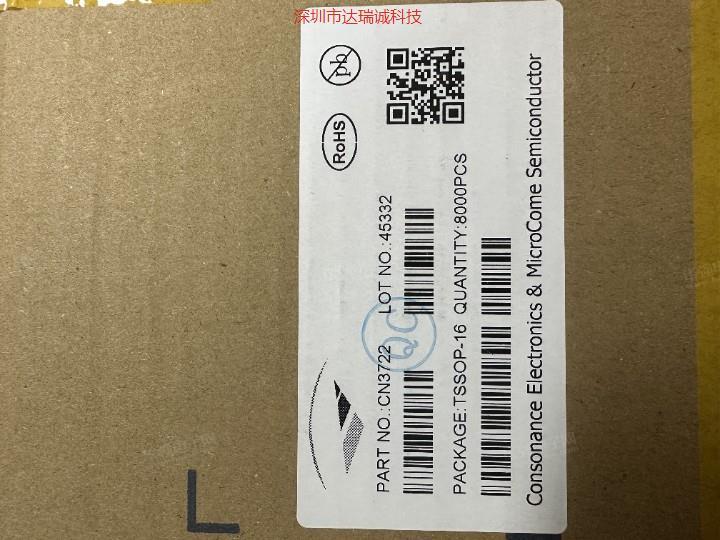 深圳市达瑞诚科技
pb
RoHS
PART NO.:CN3722 LOT NO.:45332
QC
PACKAGE:TSSOP-16 QUANTITY:8000PCS
Consonance Electronics & MicroCome Semiconductor